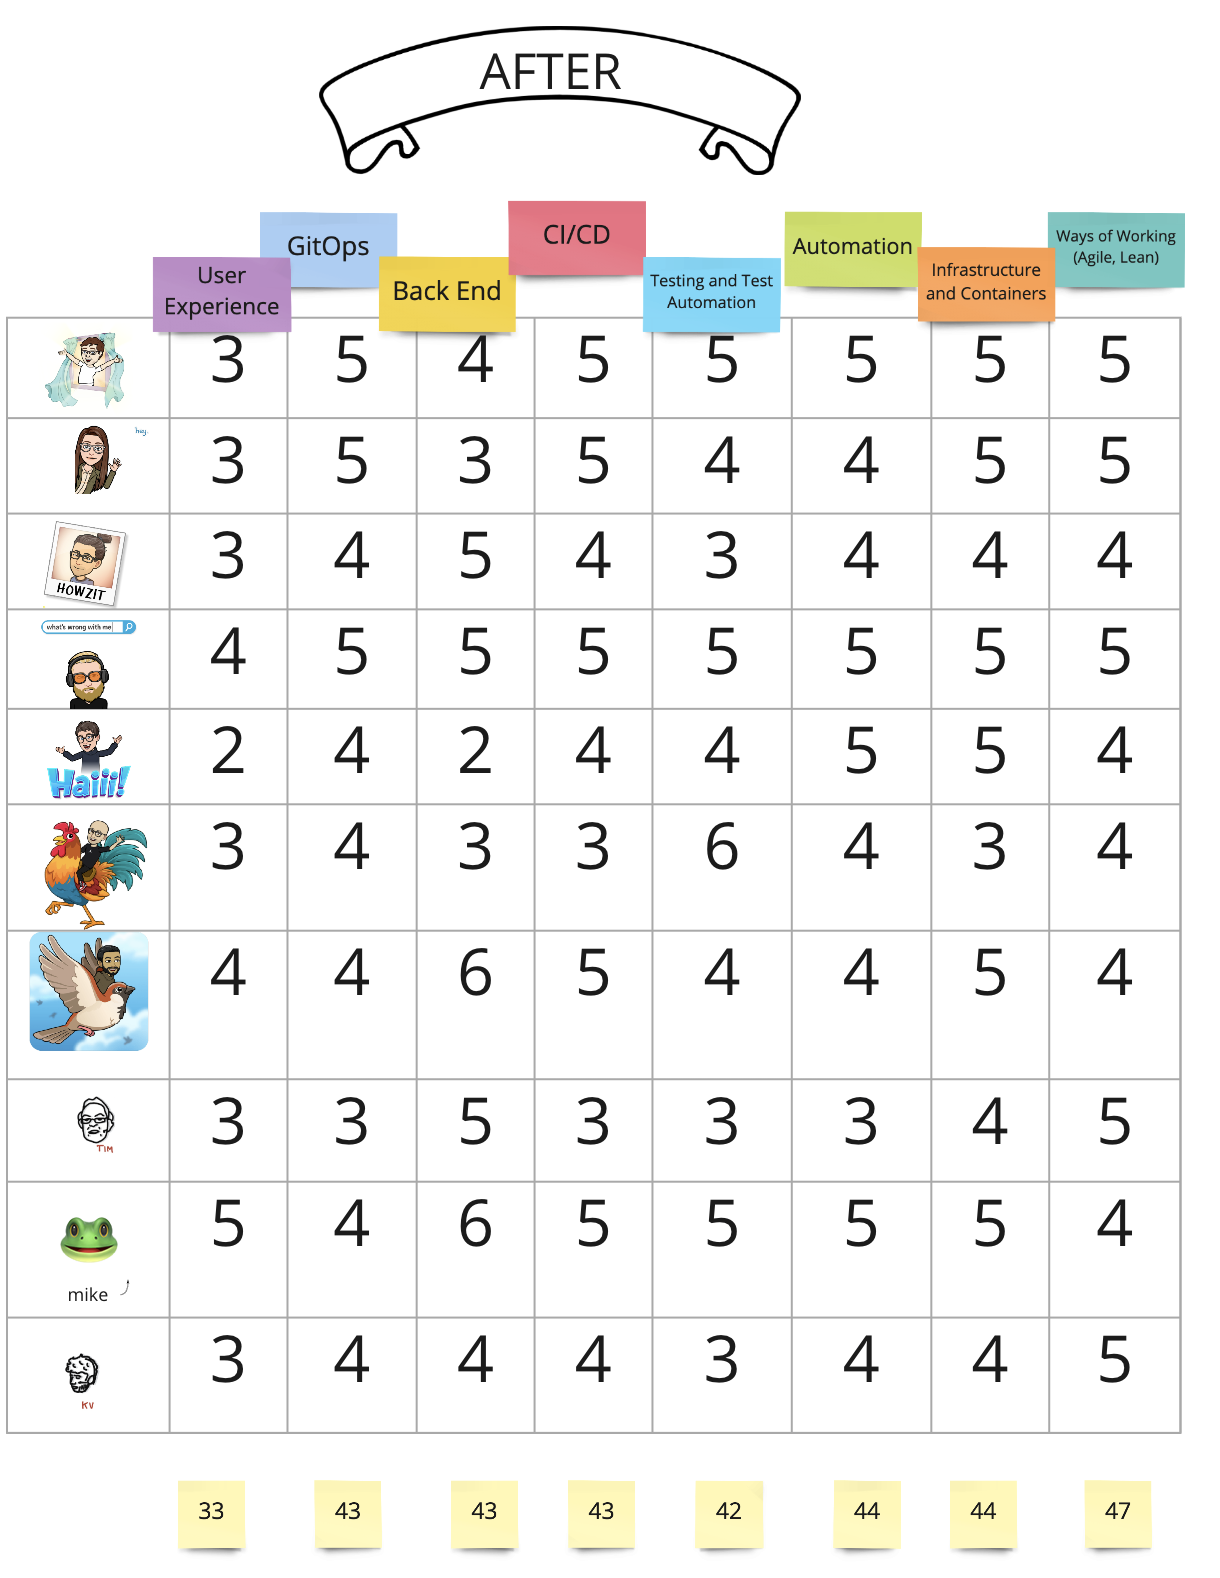 AFTER
CI/CD
GitOps
Automation
Ways of Working
(Agile, Lean)
User
Experience
Back End
Testing and Test
Automation
Infrastructure
and Containers
3 5 4 5 5 5 5 5
hey.
3 5 3 5 4 4 5 5
HOWZIT
3 4 5 4 3 4 4 4
what's wrong with me
4 5 5 5 5 5 5 5
Haiii!
2 4 2 4 4 5 5 4
3 4 3 3 6 4 3 4
4 4 6 5 4 4 5 4
TIM
3 3 5 3 3 3 4 5
5 4 6 5 5 5 5 4
mike
3 4 4 4 3 4 4 5
KV
33 43 43 43 42 44 44 47